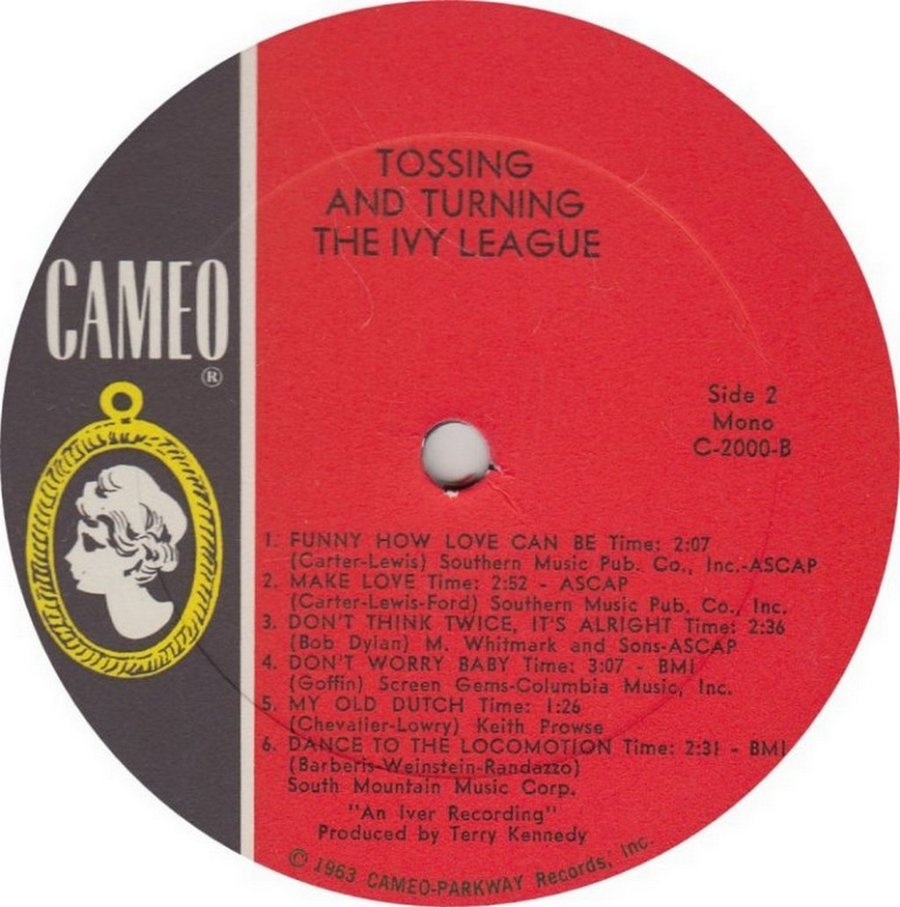 TOSSING
AND TURNING
THE IVY LEAGUE
CAMEO
®
Side 2
Mono
C-2000-B
1. FUNNY HOW LOVE CAN BE Time: 2:07
(Carter-Lewis) Southern Music Pub. Co., Inc.-ASCAP
2. MAKE LOVE Time: 2:52 - ASCAP
(Carter-Lewis-Ford) Southern Music Pub. Co., Inc.
3. DON'T THINK TWICE, IT'S ALRIGHT Time: 2:36
(Bob Dylan) M. Whitmark and Sons-ASCAP
4. DON'T WORRY BABY Time: 3:07 - BMI
(Goffin) Screen Gems-Columbia Music, Inc.
5. MY OLD DUTCH Time: 1:26
(Chevalier-Lowry) Keith Prowse
6. DANCE TO THE LOCOMOTION Time: 2:31 - BMI
(Barberis-Weinstein-Randazzo)
South Mountain Music Corp.
"An Iver Recording"
Produced by Terry Kennedy
© 1963 CAMEO-PARKWAY Records, Inc.